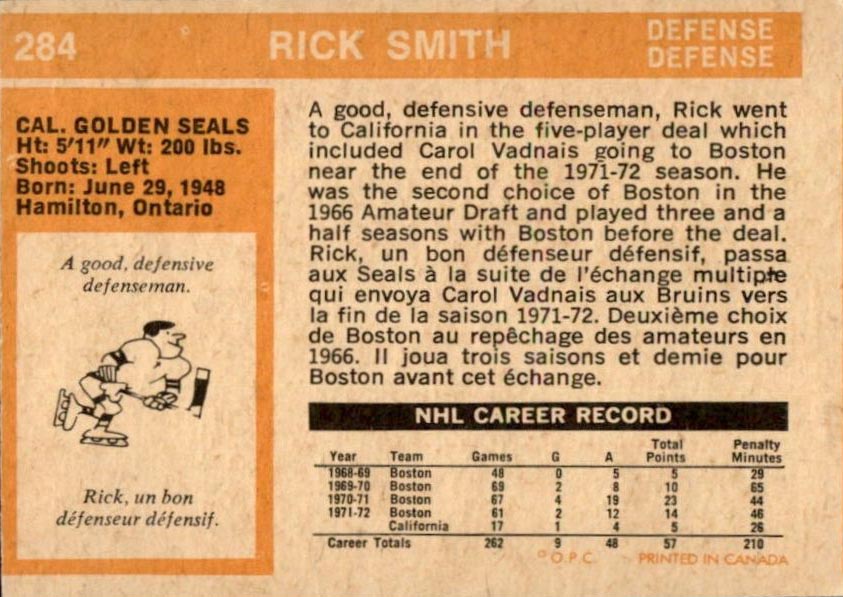 284 RICK SMITH DEFENSE
DEFENSE
CAL. GOLDEN SEALS
Ht: 5'11" Wt: 200 lbs.
Shoots: Left
Born: June 29, 1948
Hamilton, Ontario
A good, defensive
defenseman.
Rick, un bon
défenseur défensif.
A good, defensive defenseman, Rick went
to California in the five-player deal which
included Carol Vadnais going to Boston
near the end of the 1971-72 season. He
was the second choice of Boston in the
1966 Amateur Draft and played three and a
half seasons with Boston before the deal.
Rick, un bon défenseur défensif, passa
aux Seals à la suite de l'échange multiple
qui envoya Carol Vadnais aux Bruins vers
la fin de la saison 1971-72. Deuxième choix
de Boston au repêchage des amateurs en
1966. Il joua trois saisons et demie pour
Boston avant cet échange.
NHL CAREER RECORD
Year Team Games G A Total Points Penalty Minutes
1968-69 Boston 48 0 5 5 29
1969-70 Boston 69 2 8 10 65
1970-71 Boston 67 4 19 23 44
1971-72 Boston 61 2 12 14 46
California 17 1 4 5 26
Career Totals 262 9 48 57 210
© O.P.C. PRINTED IN CANADA